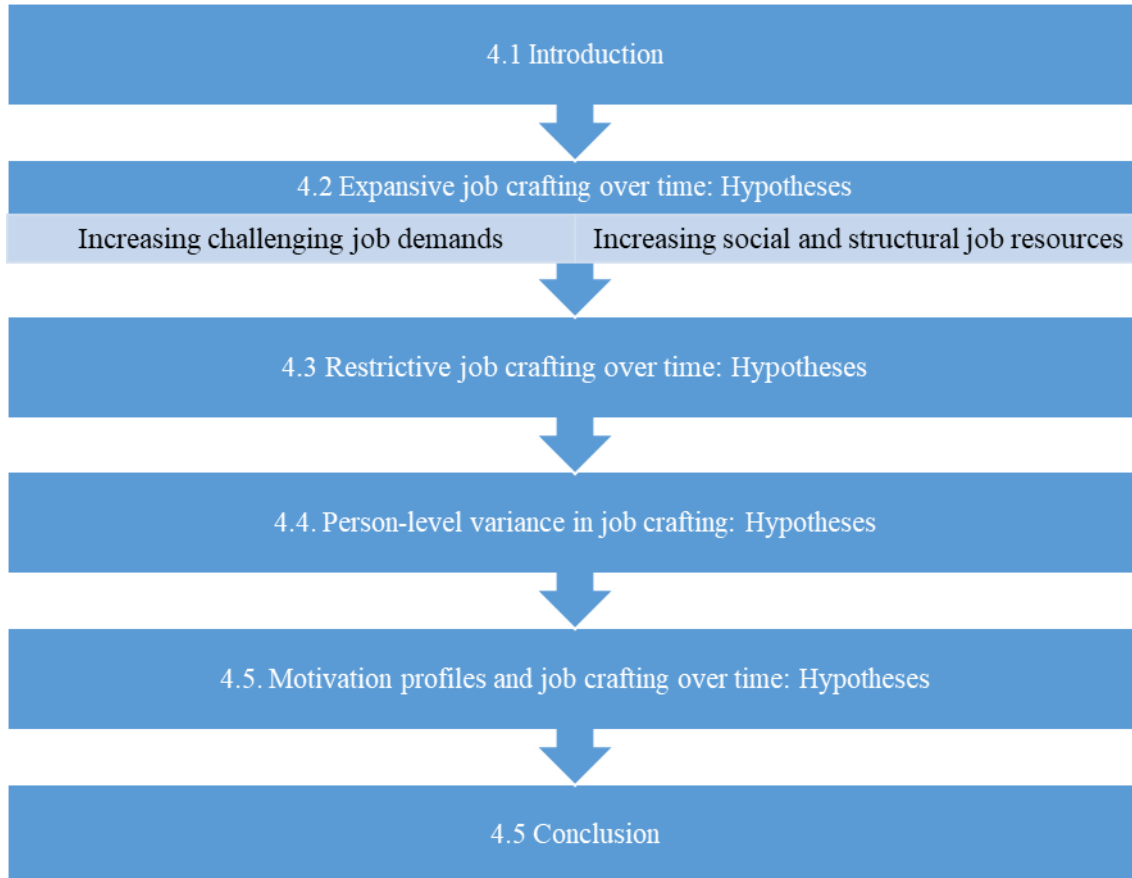 4.1 Introduction
4.2 Expansive job crafting over time: Hypotheses
Increasing challenging job demands
Increasing social and structural job resources
4.3 Restrictive job crafting over time: Hypotheses
4.4. Person-level variance in job crafting: Hypotheses
4.5. Motivation profiles and job crafting over time: Hypotheses
4.5 Conclusion